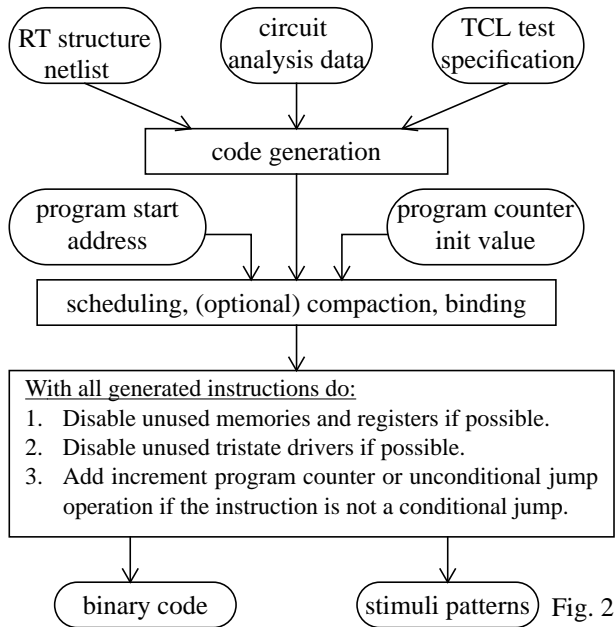 RT structure
netlist
circuit
analysis data
TCL test
specification
code generation
program start
address
program counter
init value
scheduling, (optional) compaction, binding
With all generated instructions do:
1. Disable unused memories and registers if possible.
2. Disable unused tristate drivers if possible.
3. Add increment program counter or unconditional jump
operation if the instruction is not a conditional jump.
binary code
stimuli patterns
Fig. 2